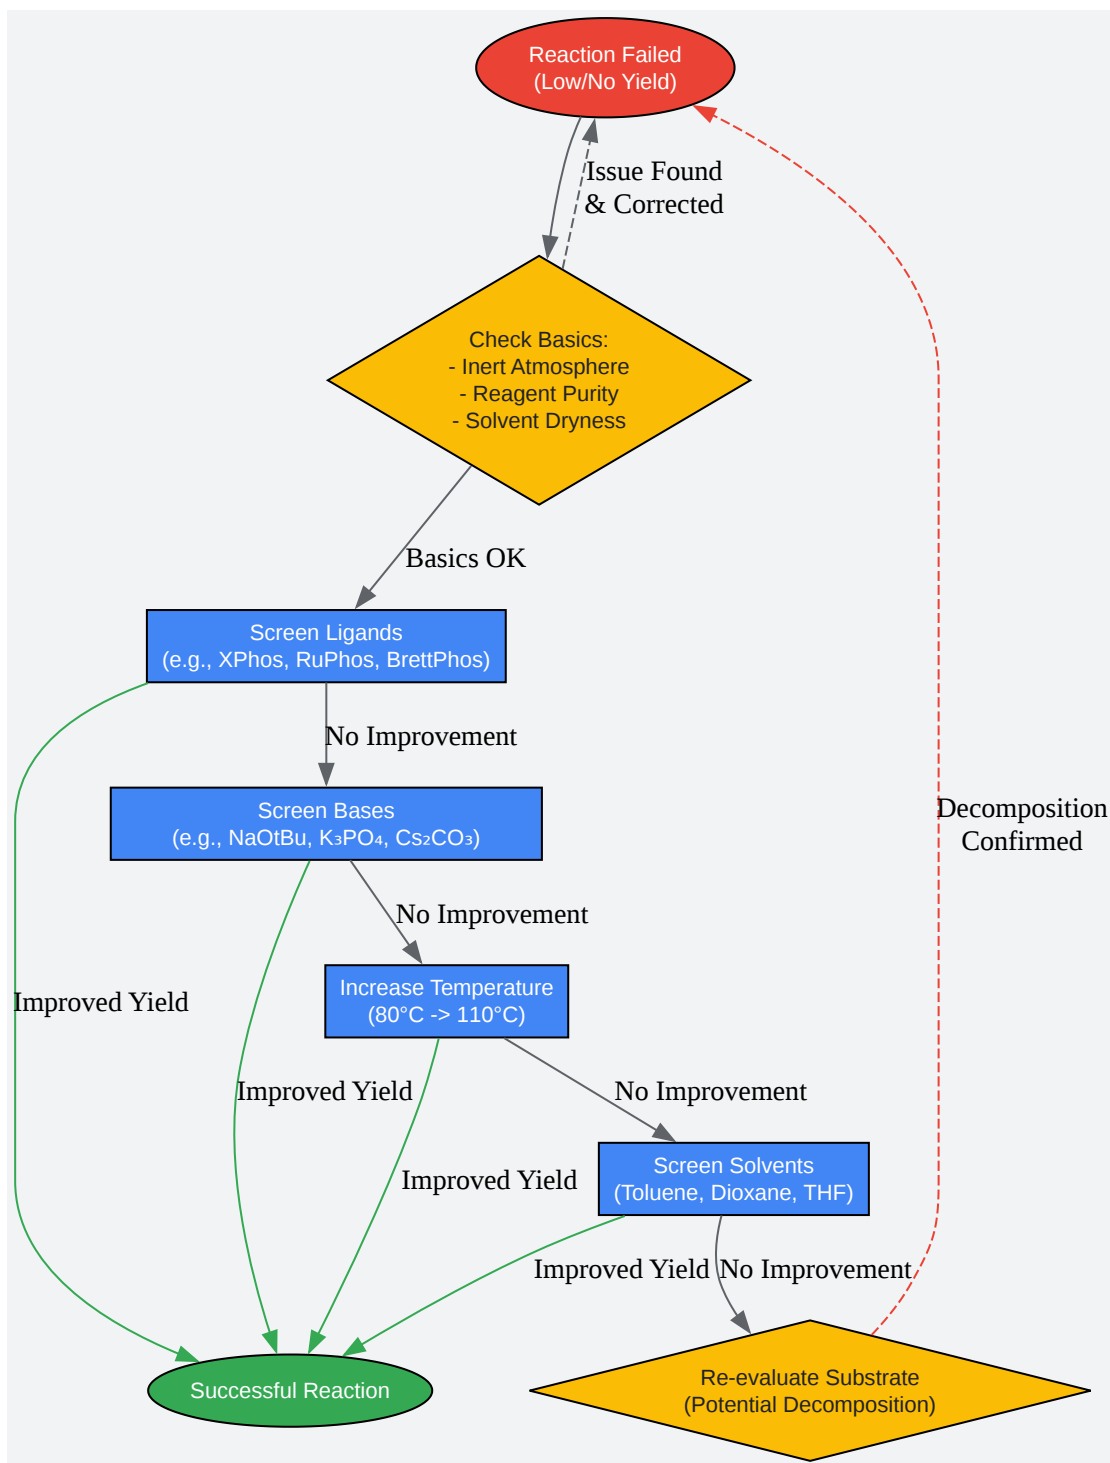 Reaction Failed
(Low/No Yield)
Issue Found
& Corrected
Check Basics:
- Inert Atmosphere
- Reagent Purity
- Solvent Dryness
Basics OK
Screen Ligands
(e.g., XPhos, RuPhos, BrettPhos)
No Improvement
Screen Bases
(e.g., NaOtBu, K₃PO₄, Cs₂CO₃)
Decomposition
Confirmed
No Improvement
Increase Temperature
(80°C -> 110°C)
Improved Yield
Improved Yield
No Improvement
Improved Yield
Screen Solvents
(Toluene, Dioxane, THF)
Improved Yield
No Improvement
Successful Reaction
Re-evaluate Substrate
(Potential Decomposition)